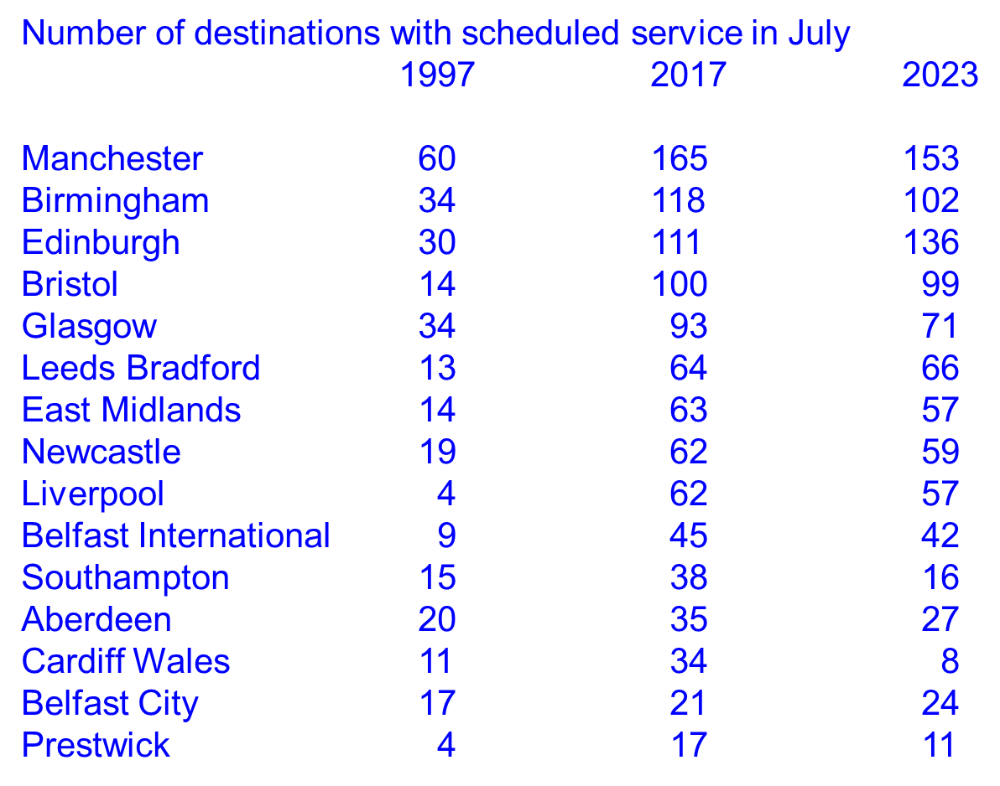 Number of destinations with scheduled service in July
1997 2017 2023
Manchester 60 165 153
Birmingham 34 118 102
Edinburgh 30 111 136
Bristol 14 100 99
Glasgow 34 93 71
Leeds Bradford 13 64 66
East Midlands 14 63 57
Newcastle 19 62 59
Liverpool 4 62 57
Belfast International 9 45 42
Southampton 15 38 16
Aberdeen 20 35 27
Cardiff Wales 11 34 8
Belfast City 17 21 24
Prestwick 4 17 11